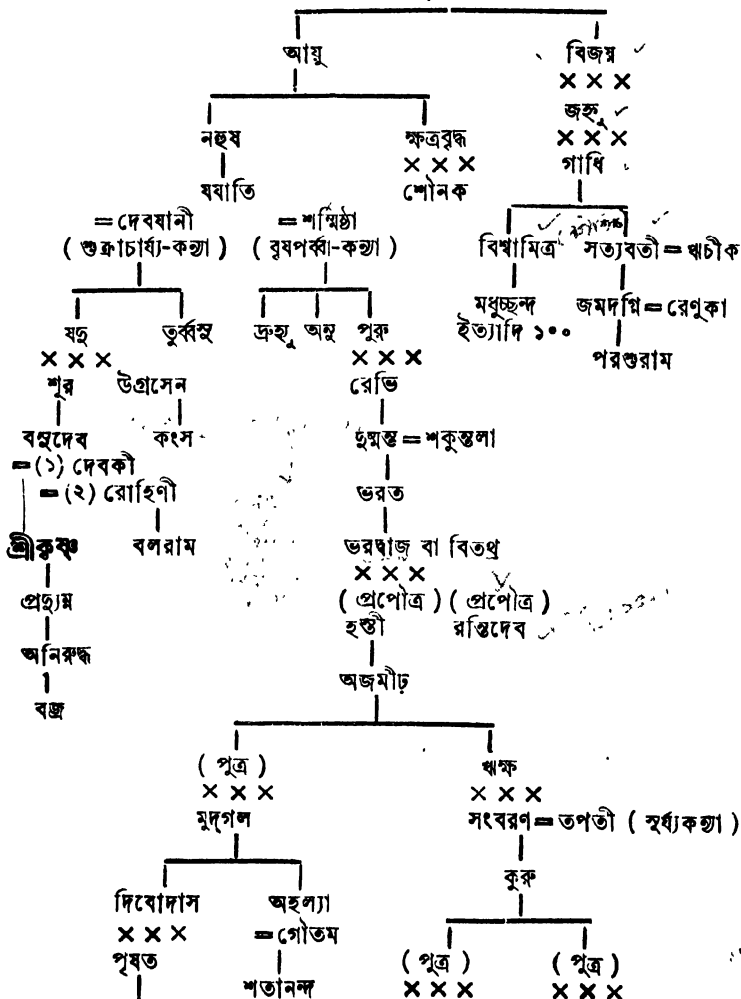 আয়ু বিজয়
× × ×
জহ্নু
নহুষ ক্ষত্রবৃদ্ধ × × ×
× × × গাধি
যযাতি শৌনক
= দেবযানী = শর্ম্মিষ্ঠা
( শুক্রাচার্য্য-কন্যা ) ( বৃষপর্ব্বা-কন্যা ) বিশ্বামিত্র সত্যবতী = ঋচীক
মধুচ্ছন্দ জমদগ্নি = রেণুকা
যদু তুর্ব্বসু দ্রুহ্যু অনু পুরু ইত্যাদি ১০০
× × × × × × পরশুরাম
শূর উগ্রসেন রেভি
বসুদেব কংস দুষ্মন্ত = শকুন্তলা
= (১) দেবকী
= (২) রোহিণী ভরত
শ্রীকৃষ্ণ বলরাম ভরদ্বাজ বা বিতথ
× × ×
প্রদ্যুম্ন ( প্রপৌত্র ) ( প্রপৌত্র )
হস্তী রন্তিদেব
অনিরুদ্ধ
অজমীঢ়
বজ্র
( পুত্র ) ঋক্ষ
× × × × × ×
মুদ্গল সংবরণ = তপতী ( সূর্য্যকন্যা )
কুরু
দিবোদাস অহল্যা
× × × = গৌতম
পৃষত ( পুত্র ) ( পুত্র )
শতানন্দ × × × × × ×